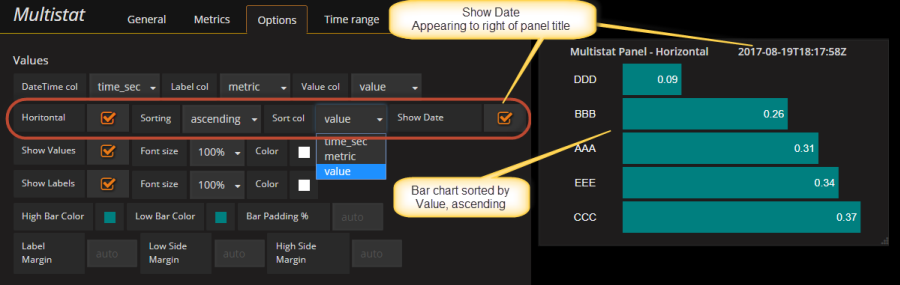 Multistat General Metrics Options Time range
Show Date
Appearing to right of panel title
Values
DateTime col time_sec Label col metric Value col value
Horitontal Sorting ascending Sort col value Show Date
time_sec
metric
value
Show Values Font size 100% Color
Show Labels Font size 100% Color
High Bar Color Low Bar Color Bar Padding % auto
Label Margin auto Low Side Margin auto High Side Margin auto
Bar chart sorted by
Value, ascending
Multistat Panel - Horizontal 2017-08-19T18:17:58Z
DDD 0.09
BBB 0.26
AAA 0.31
EEE 0.34
CCC 0.37